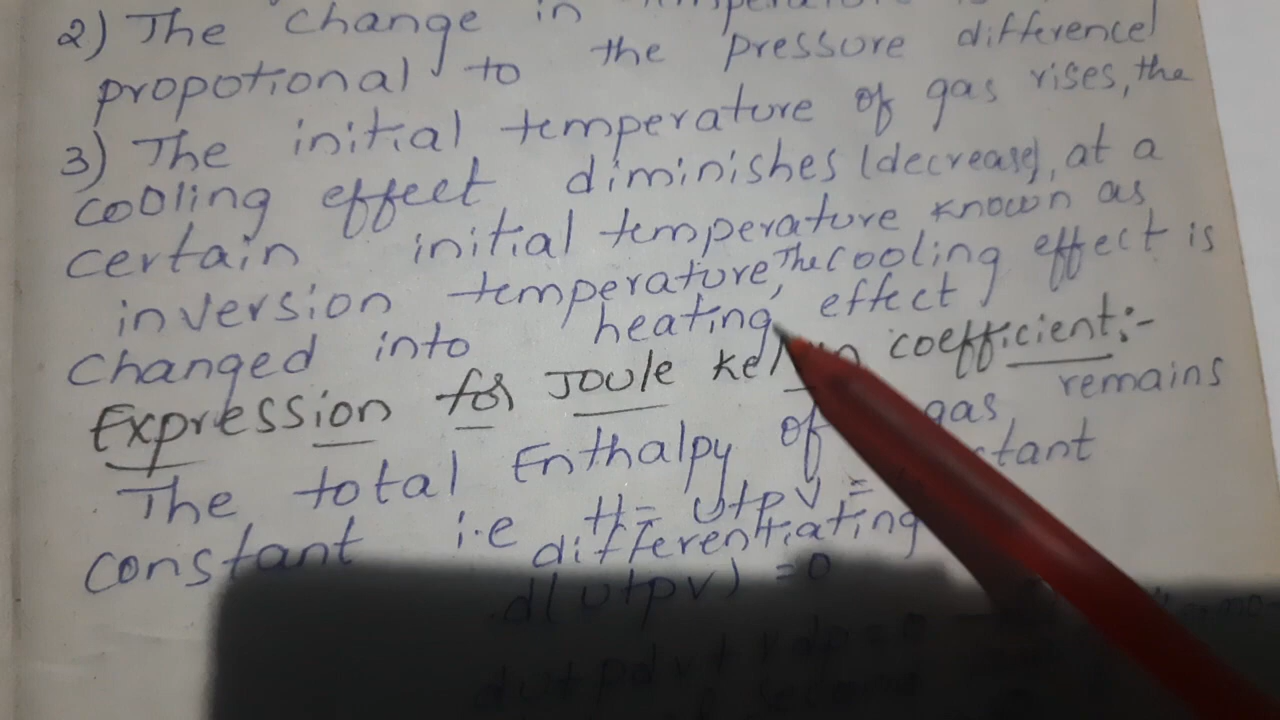 2) The change in
propotional to the pressure difference
3) The initial temperature of gas rises, the
cooling effect diminishes (decrease), at a
certain initial temperature known as
inversion temperature, The cooling effect is
changed into heating effect
Expression for Joule coefficient:-
The total Enthalpy of gas remains
constant i.e H = U+PV =
differentiating
d(U+PV) = 0